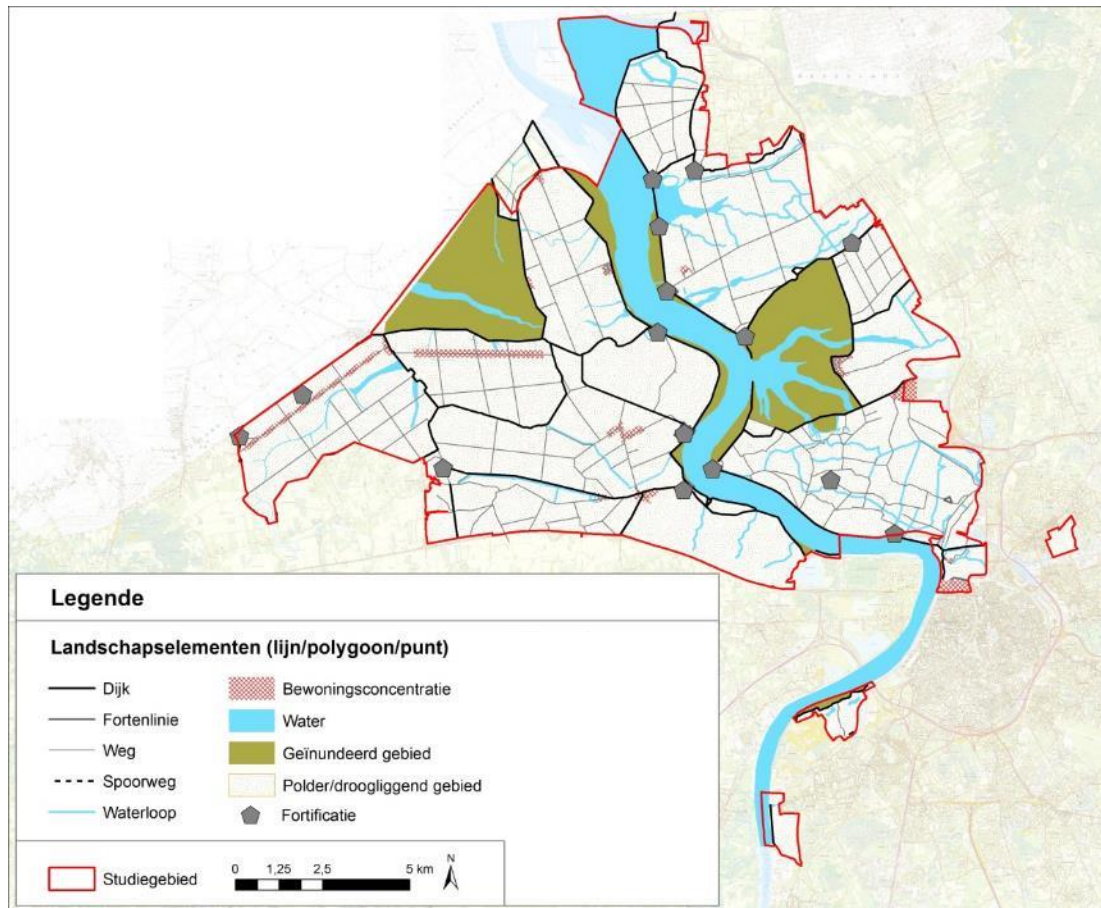 Legende
Landschapselementen (lijn/polygoon/punt)
Dijk
Fortenlinie
Weg
Spoorweg
Waterloop
Bewoningsconcentratie
Water
Geïnundeerd gebied
Polder/droogliggend gebied
Fortificatie
Studiegebied
0 1,25 2,5 5 km
N